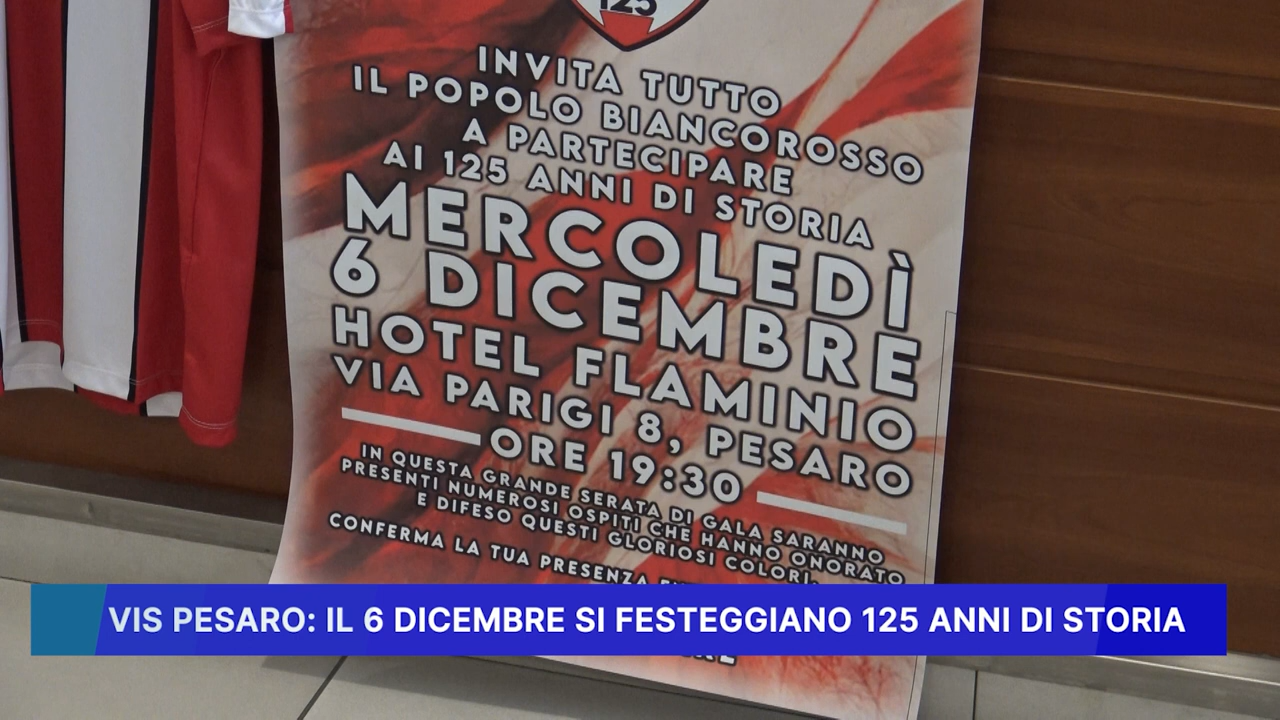 125
INVITA TUTTO
IL POPOLO BIANCOROSSO
A PARTECIPARE
AI 125 ANNI DI STORIA
MERCOLEDÌ
6 DICEMBRE
HOTEL FLAMINIO
VIA PARIGI 8, PESARO
ORE 19:30
IN QUESTA GRANDE SERATA DI GALA SARANNO
PRESENTI NUMEROSI OSPITI CHE HANNO ONORATO
E DIFESO QUESTI GLORIOSI COLORI.
CONFERMA LA TUA PRESENZA
VIS PESARO: IL 6 DICEMBRE SI FESTEGGIANO 125 ANNI DI STORIA